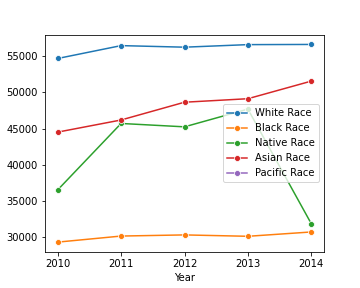 55000
50000
45000
40000
35000
30000
White Race
Black Race
Native Race
Asian Race
Pacific Race
2010 2011 2012 2013 2014
Year